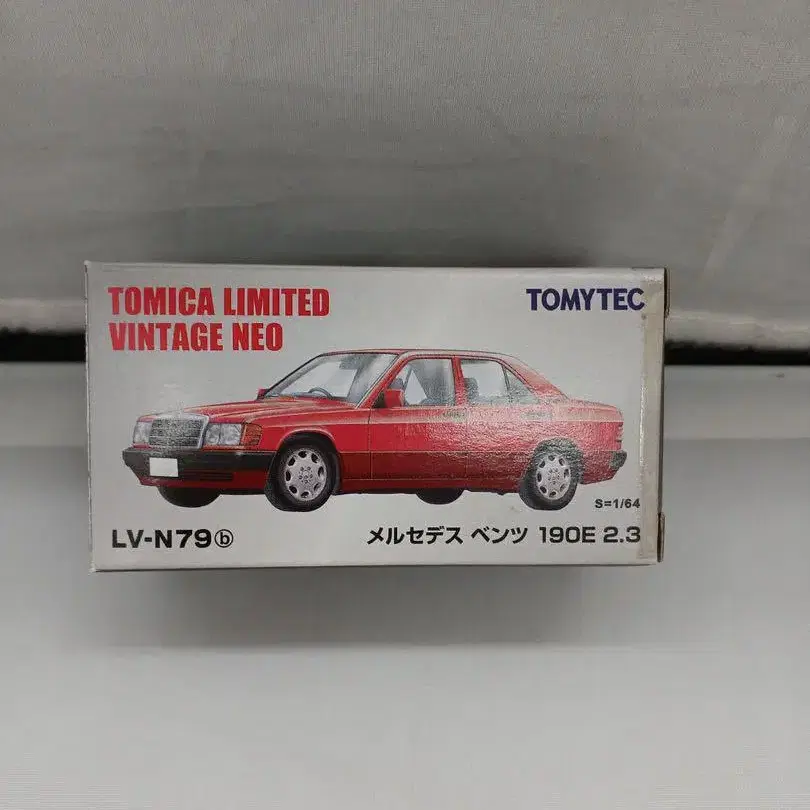 TOMICA LIMITED
VINTAGE NEO
TOMYTEC
S=1/64
LV-N79ⓑ
メルセデス ベンツ 190E 2.3